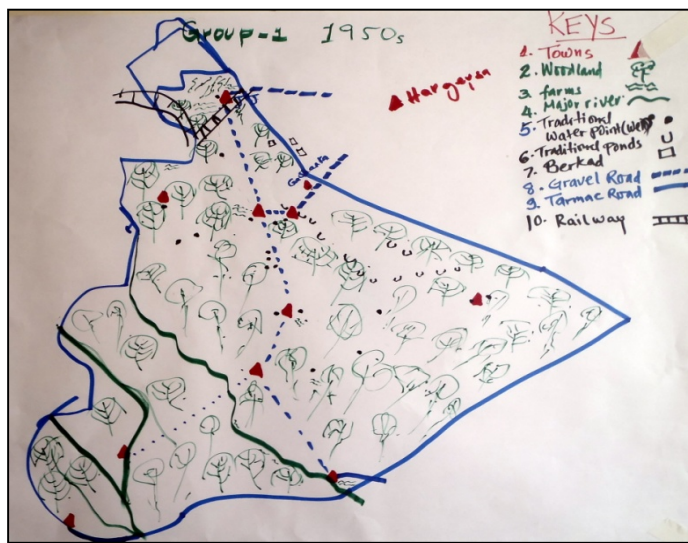 Group-1 1950s
KEYS
1. Towns
2. Woodland
3. farms
4. Major river
5. Traditional
Water point (well)
6. Traditional ponds
7. Berkad
8. Gravel Road
9. Tarmac Road
10. Railway
Hargeysa